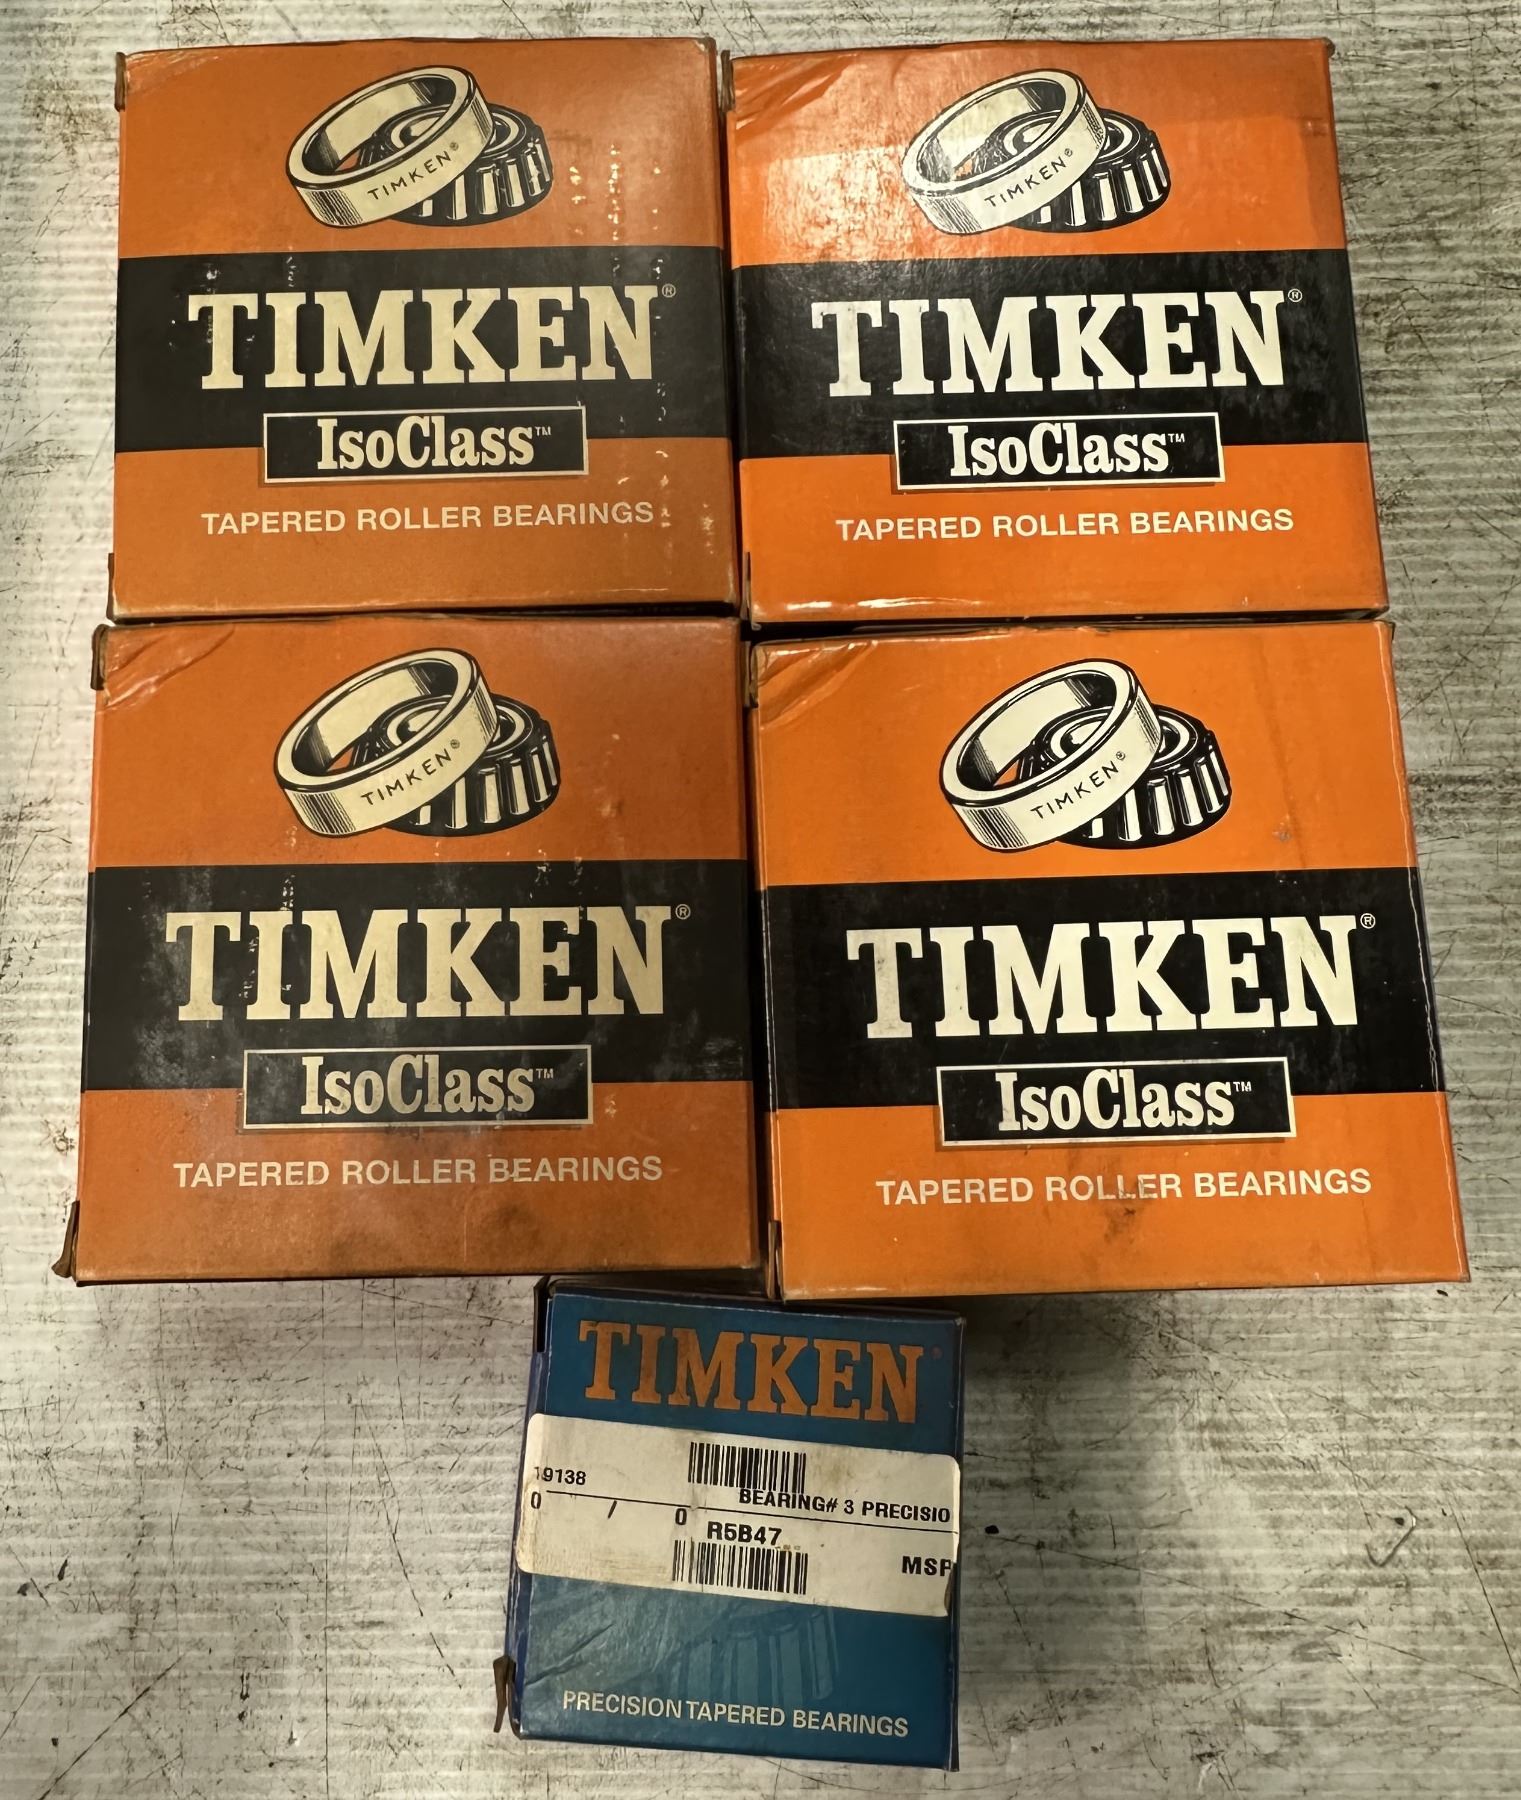 TIMKEN®
TIMKEN®
IsoClass™
TAPERED ROLLER BEARINGS
TIMKEN®
TIMKEN®
IsoClass™
TAPERED ROLLER BEARINGS
TIMKEN®
TIMKEN®
IsoClass™
TAPERED ROLLER BEARINGS
TIMKEN®
TIMKEN®
IsoClass™
TAPERED ROLLER BEARINGS
TIMKEN
19138
BEARING# 3 PRECISIO
0 / 0 R5B47
MSP
PRECISION TAPERED BEARINGS